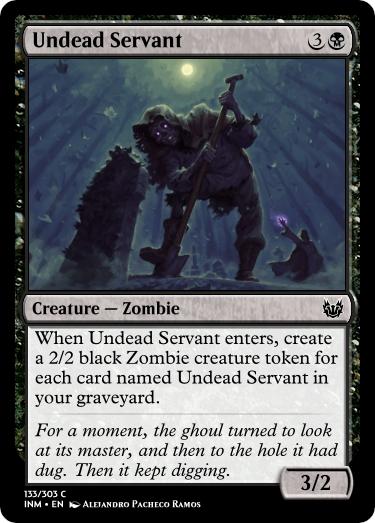 Undead Servant 3
Creature — Zombie
When Undead Servant enters, create
a 2/2 black Zombie creature token for
each card named Undead Servant in
your graveyard.
For a moment, the ghoul turned to look
at its master, and then to the hole it had
dug. Then it kept digging.
3/2
133/303 C
INM • EN Alejandro Pacheco Ramos